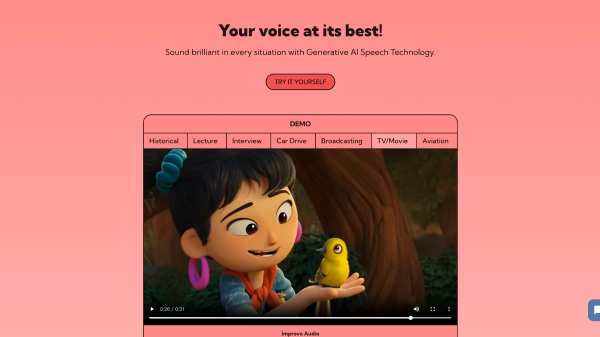 Your voice at its best!
Sound brilliant in every situation with Generative AI Speech Technology.
TRY IT YOURSELF
DEMO
Historical Lecture Interview Car Drive Broadcasting TV/Movie Aviation
0:26 / 0:31
Improve Audio